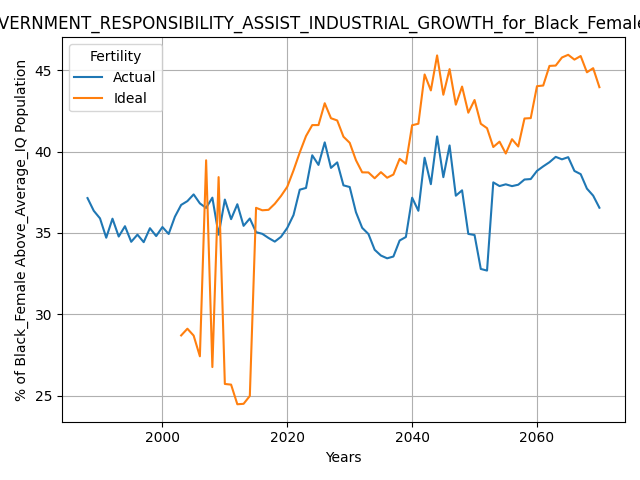 VERNMENT_RESPONSIBILITY_ASSIST_INDUSTRIAL_GROWTH_for_Black_Female
Fertility
Actual
Ideal
% of Black_Female Above_Average_IQ Population
45
40
35
30
25
2000 2020 2040 2060
Years